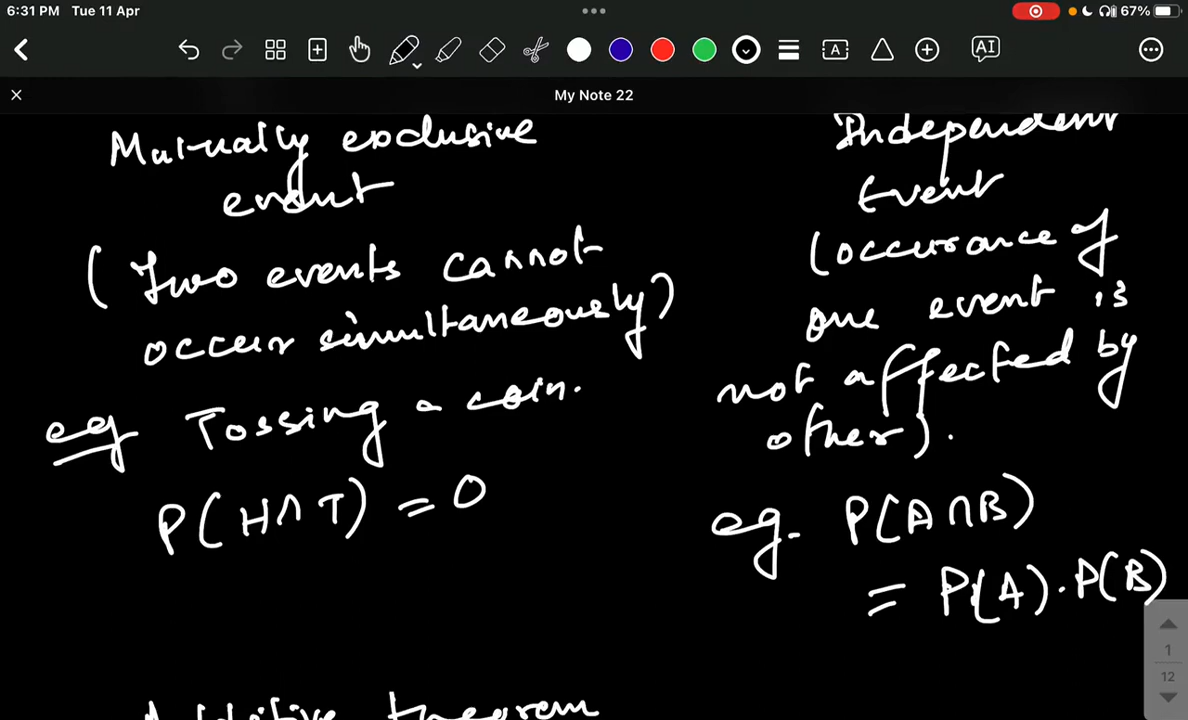 6:31 PM Tue 11 Apr
67%
A
AI
My Note 22
Mutually exclusive
event
(Two events cannot
occur simultaneously)
eg Tossing a coin.
P(H∩T) = 0
Independent
Event
(occurance of
one event is
not affected by
other).
eg. P(A∩B)
= P(A).P(B)
1
12
Additive theorem